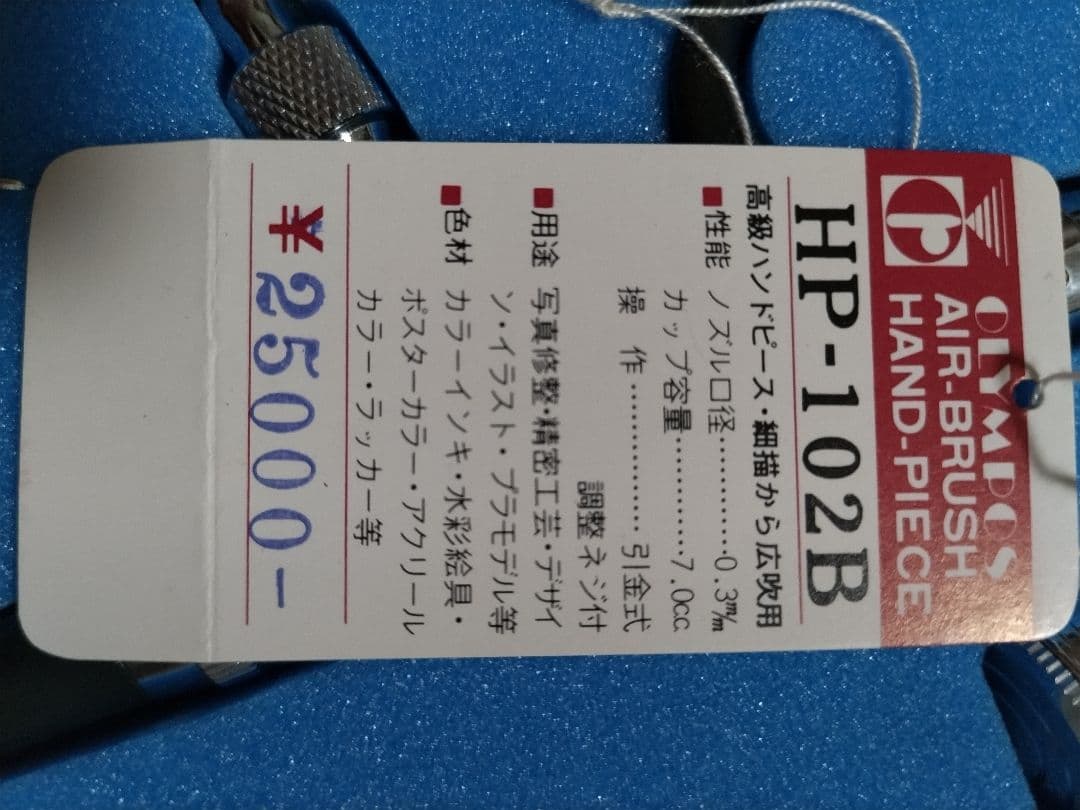 OLYMPOS
AIR-BRUSH
HAND-PIECE
HP-102B
高級ハンドピース・細描から広吹用
■性能 ノズル口径………0.3m/m
カップ容量………7.0cc.
操 作…………引金式
調整ネジ付
■用途 写真修整・精密工芸・デザイ
ン・イラスト・プラモデル等
■色材 カラーインキ・水彩絵具・
ポスターカラー・アクリール
カラー・ラッカー等
¥25000-